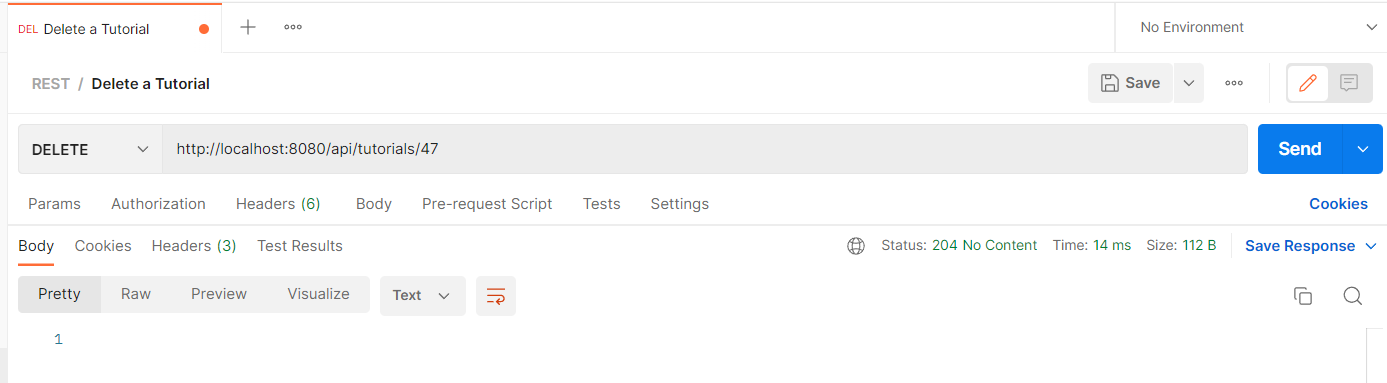 DEL Delete a Tutorial
No Environment
REST / Delete a Tutorial
Save
DELETE http://localhost:8080/api/tutorials/47 Send
Params Authorization Headers (6) Body Pre-request Script Tests Settings Cookies
Body Cookies Headers (3) Test Results Status: 204 No Content Time: 14 ms Size: 112 B Save Response
Pretty Raw Preview Visualize Text
1